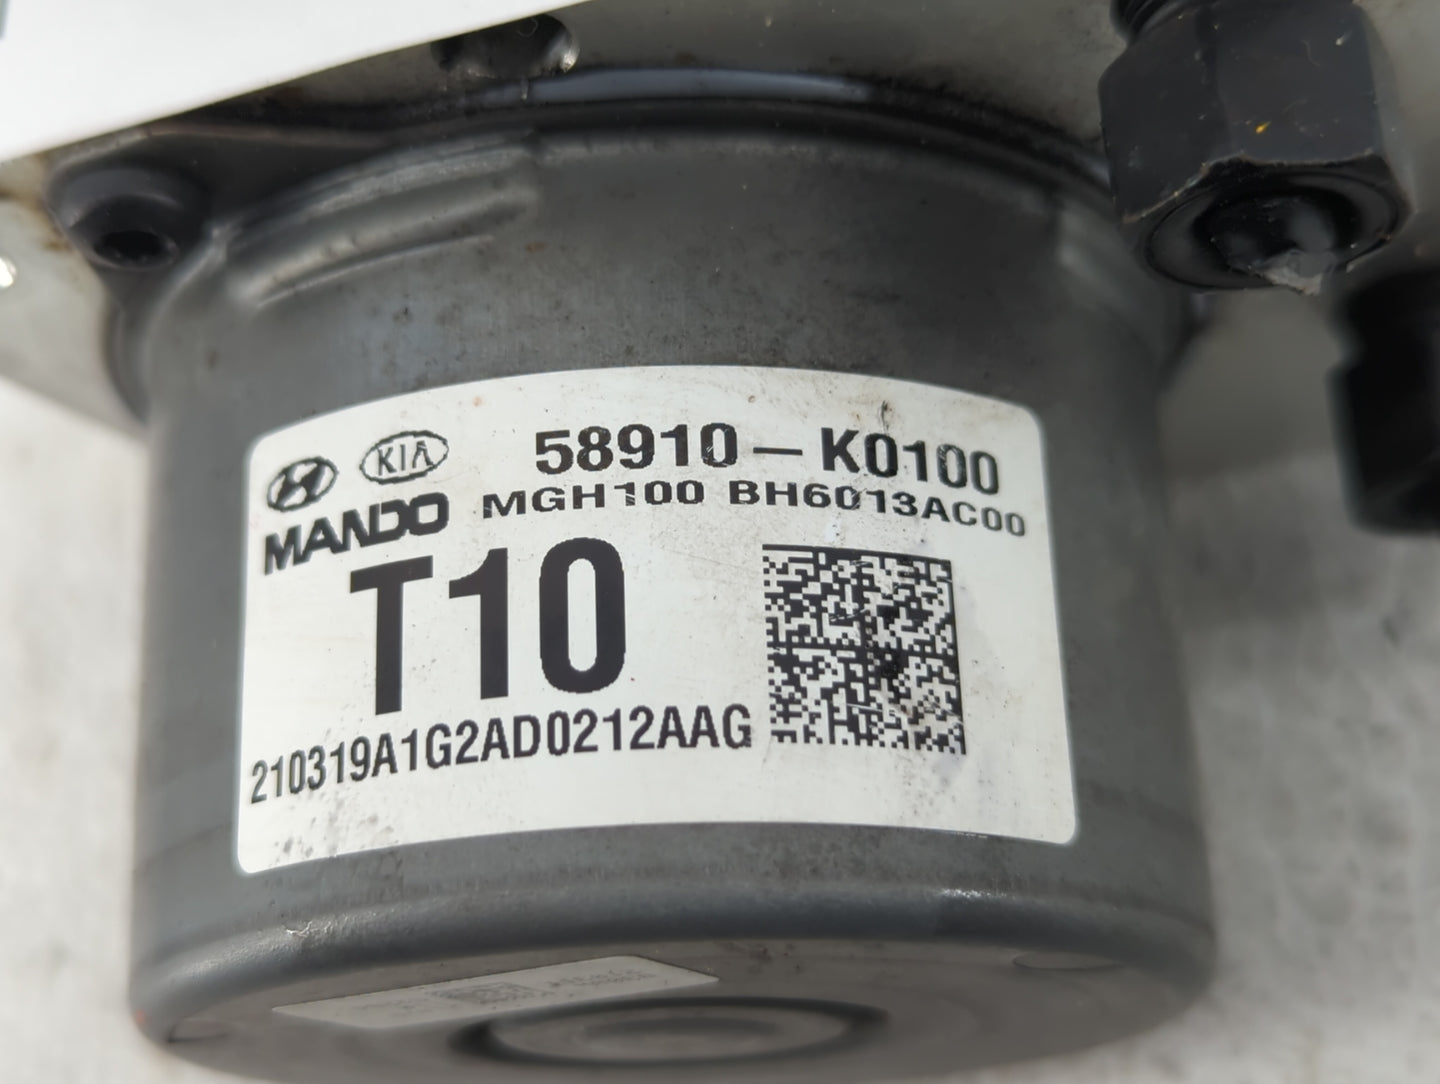 KIA 58910-K0100
MANDO MGH100 BH6013AC00
T10
210319A1G2AD0212AAG